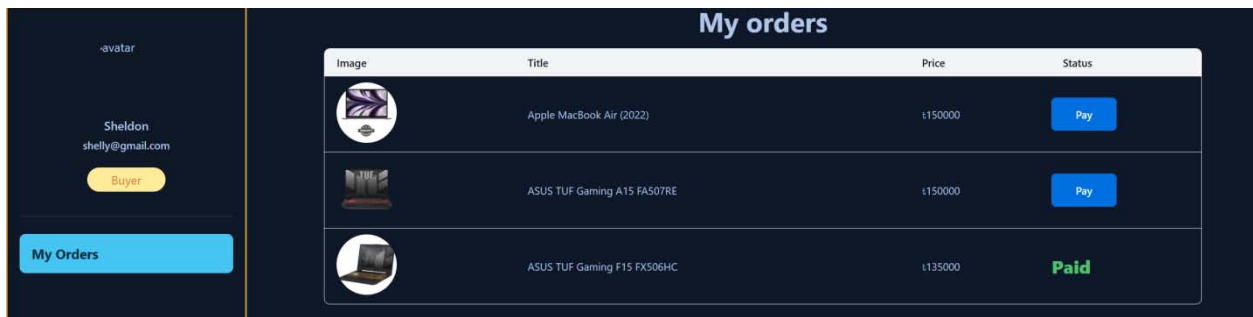 My orders
avatar
Sheldon
shelly@gmail.com
Buyer
My Orders
Image Title Price Status
Apple MacBook Air (2022) ৳150000 Pay
TUF
ASUS TUF Gaming A15 FA507RE ৳150000 Pay
ASUS TUF Gaming F15 FX506HC ৳135000 Paid